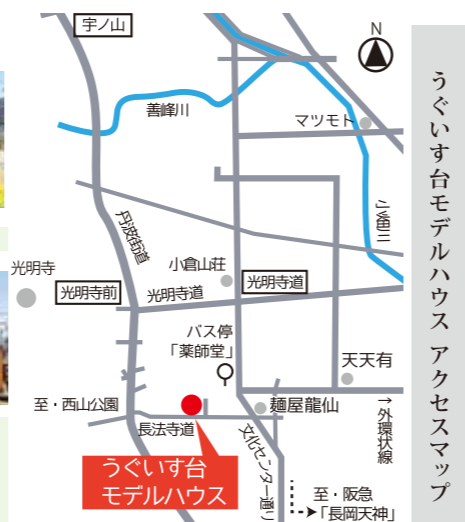 宇ノ山
N
善峰川
マツモト
小畑川
丹波街道
光明寺
小倉山荘
光明寺前
光明寺道
光明寺道
バス停
「薬師堂」
天天有
至・西山公園
麺屋龍仙
→外環状線
長法寺道
文化センター通り
うぐいす台
モデルハウス
至・阪急
「長岡天神」
うぐいす台モデルハウス アクセスマップ